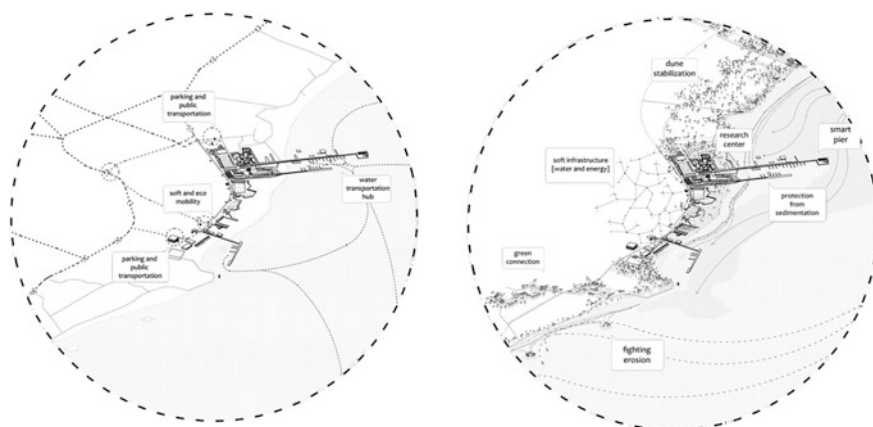 parking and
public
transportation
soft and eco
mobility
water
transportation
hub
parking and
public
transportation
dune
stabilization
research
center
smart
pier
soft infrastructure
[water and energy]
protection
from
sedimentation
green
connection
fighting
erosion